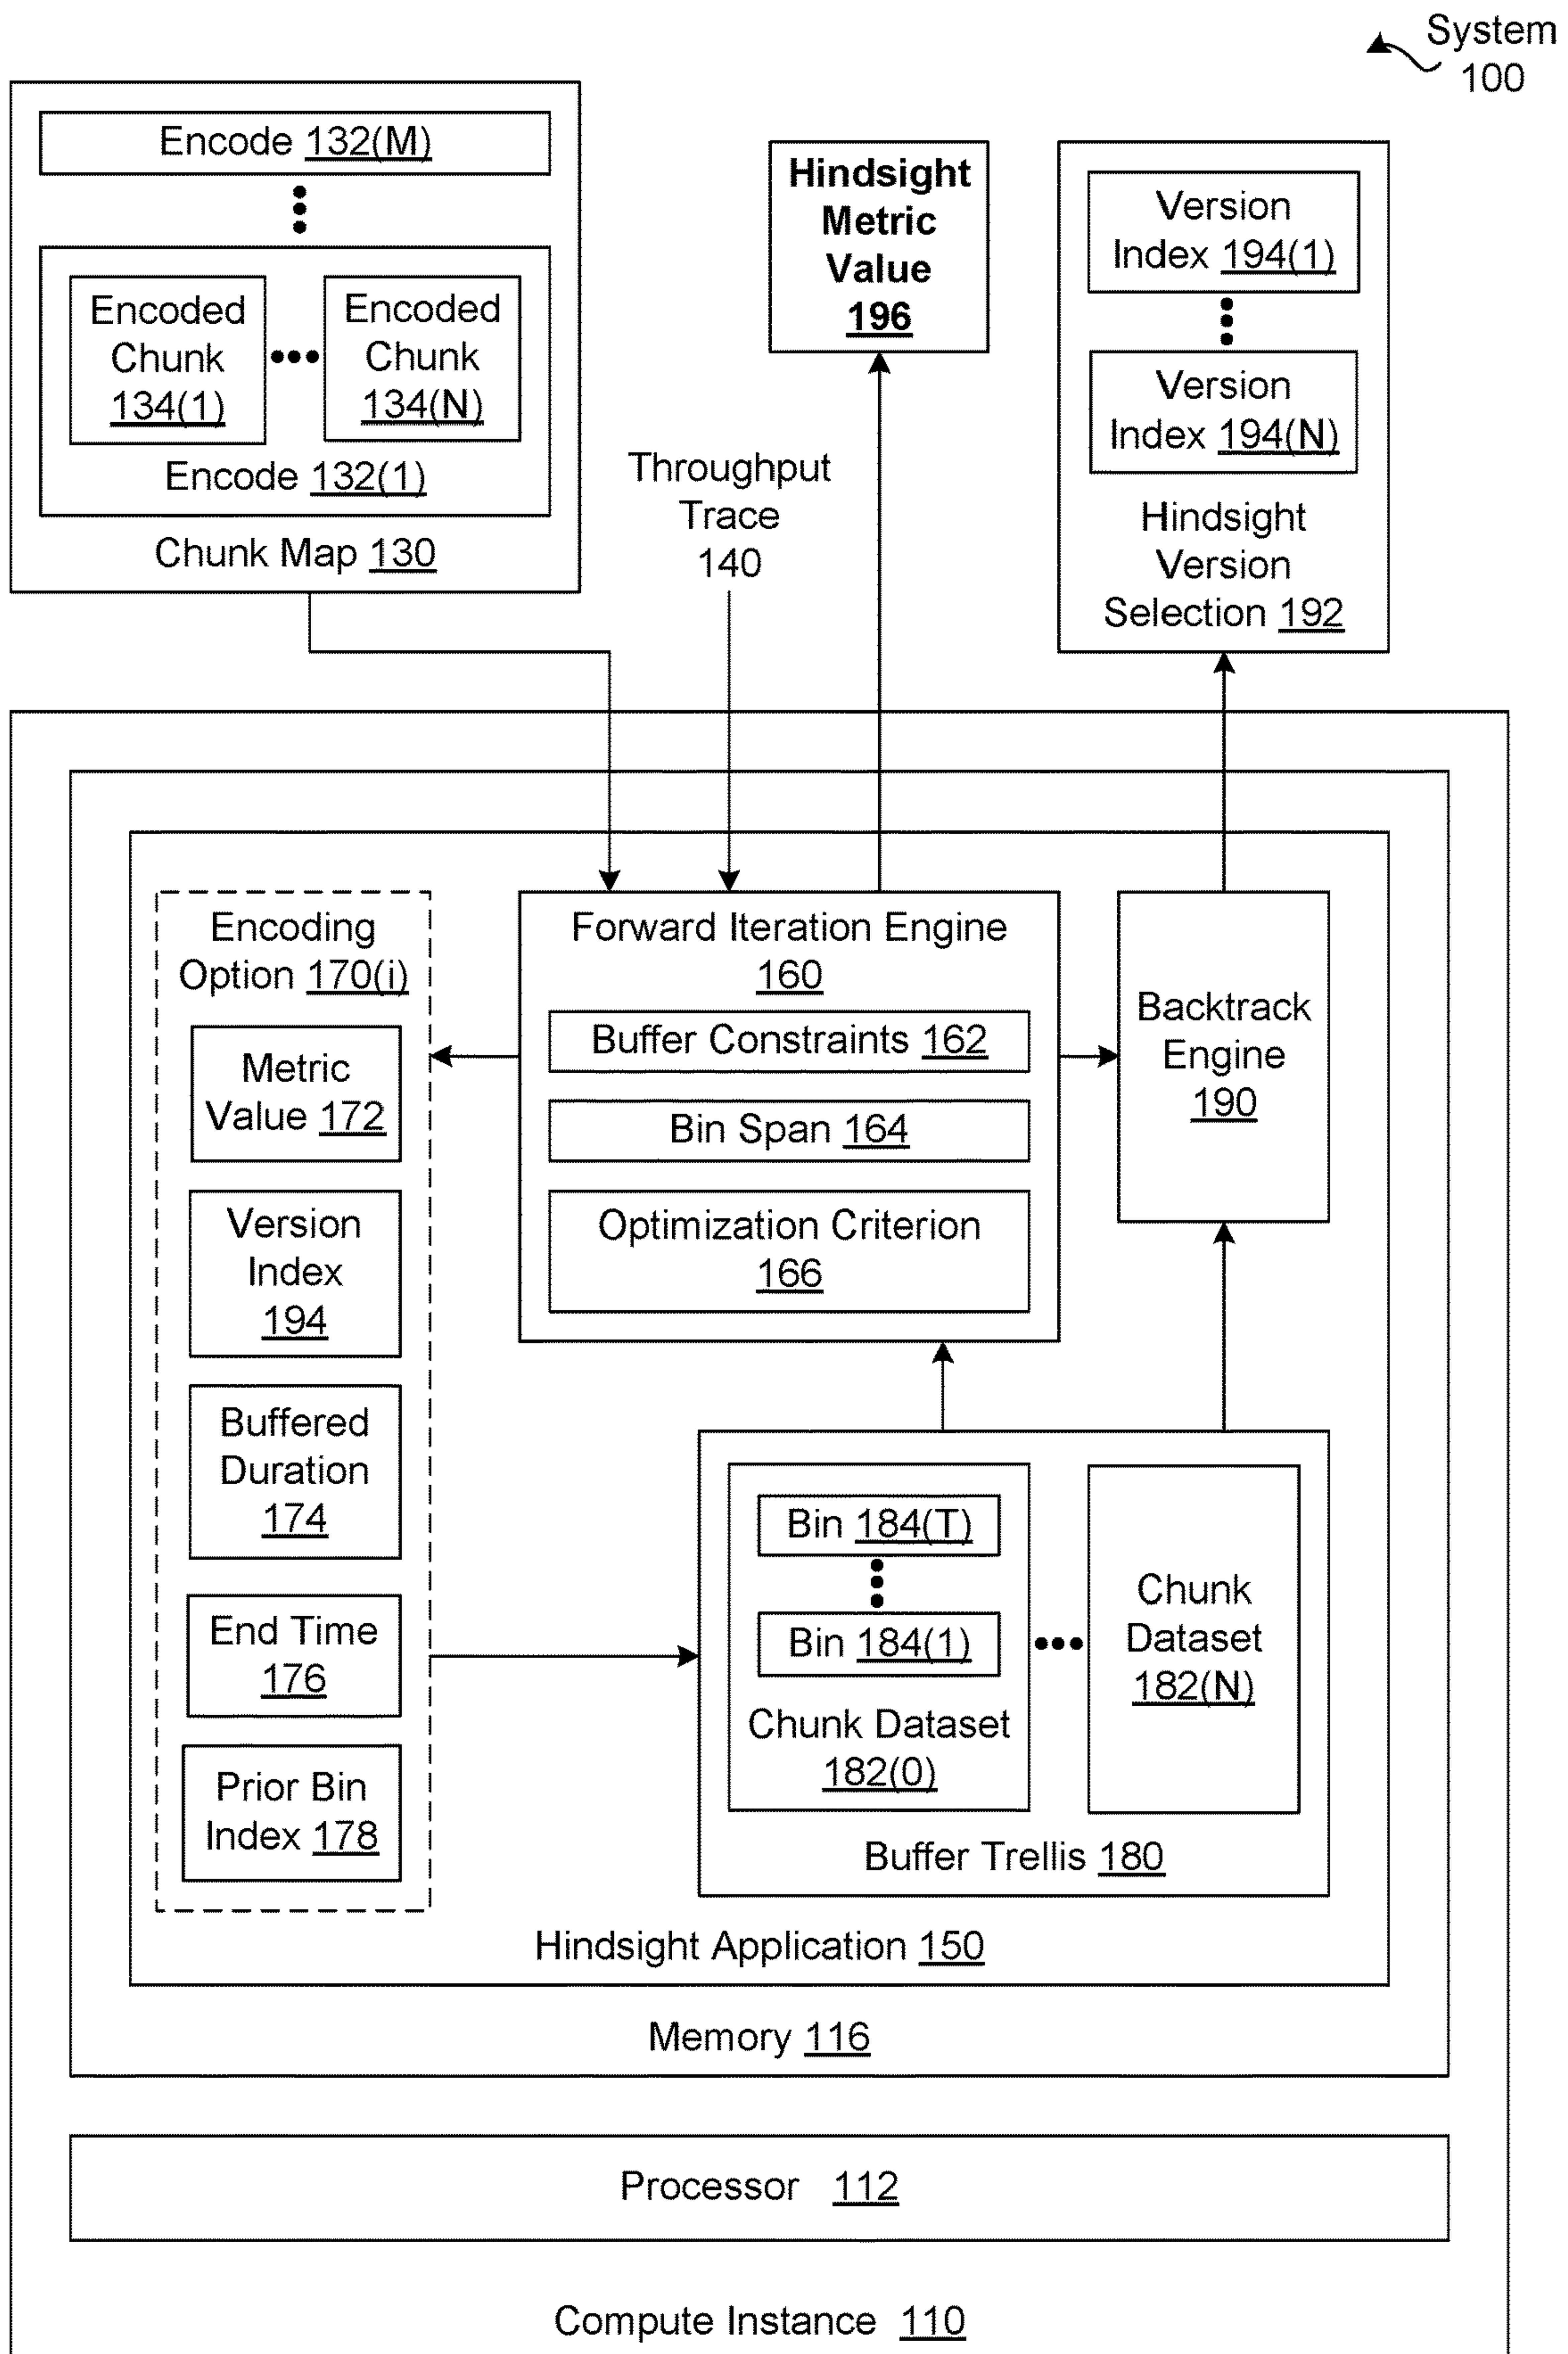 System
100
Encode 132(M)
Encoded
Chunk
134(1)
Encoded
Chunk
134(N)
Encode 132(1)
Chunk Map 130
Hindsight
Metric
Value
196
Version
Index 194(1)
Version
Index 194(N)
Hindsight
Version
Selection 192
Throughput
Trace
140
Encoding
Option 170(i)
Metric
Value 172
Version
Index
194
Buffered
Duration
174
End Time
176
Prior Bin
Index 178
Forward Iteration Engine
160
Buffer Constraints 162
Bin Span 164
Optimization Criterion
166
Backtrack
Engine
190
Bin 184(T)
Bin 184(1)
Chunk Dataset
182(0)
Chunk
Dataset
182(N)
Buffer Trellis 180
Hindsight Application 150
Memory 116
Processor 112
Compute Instance 110